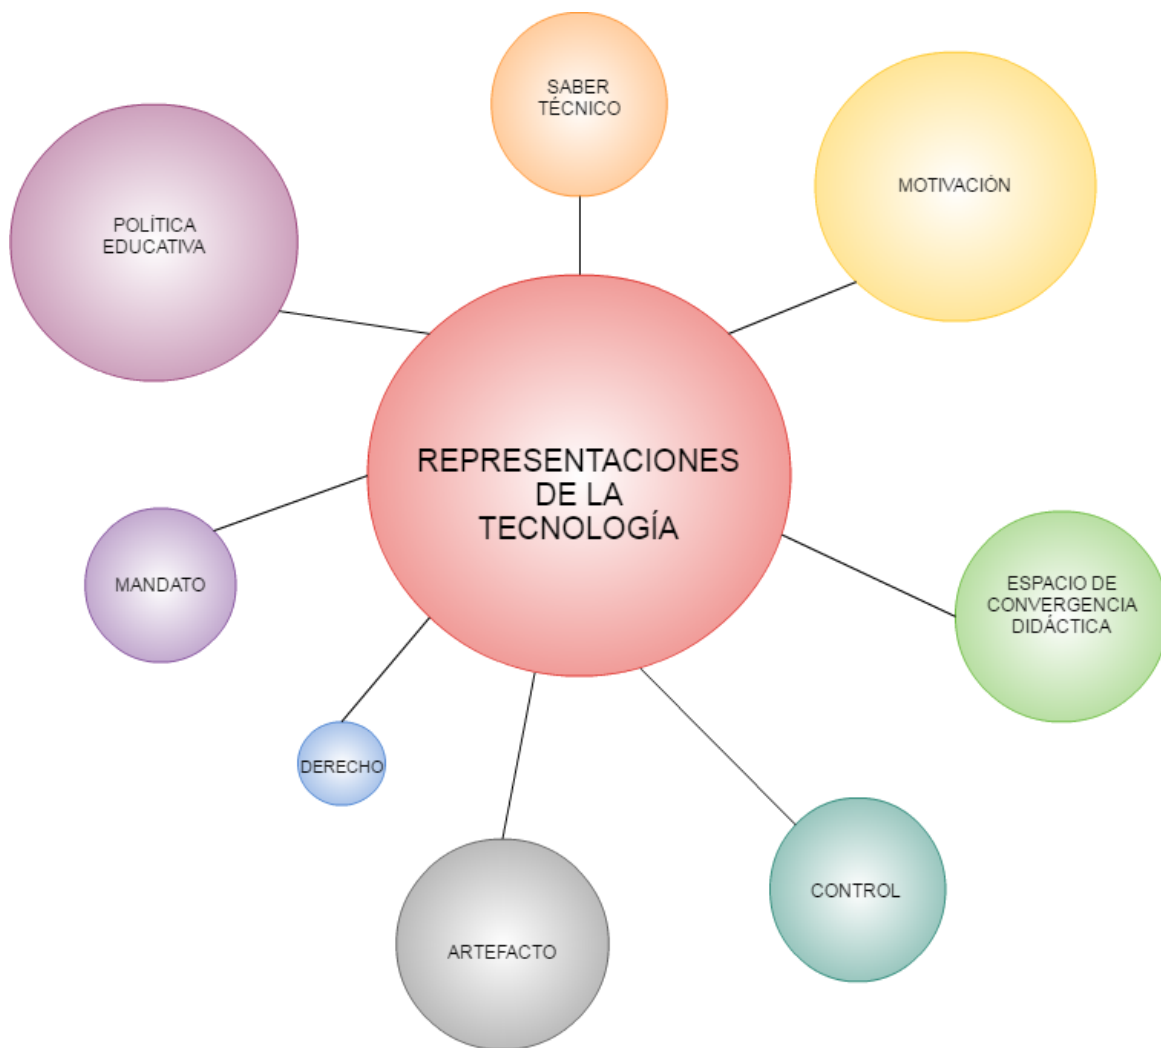 SABER
TÉCNICO
MOTIVACIÓN
POLÍTICA
EDUCATIVA
REPRESENTACIONES
DE LA
TECNOLOGÍA
MANDATO
ESPACIO DE
CONVERGENCIA
DIDÁCTICA
DERECHO
CONTROL
ARTEFACTO